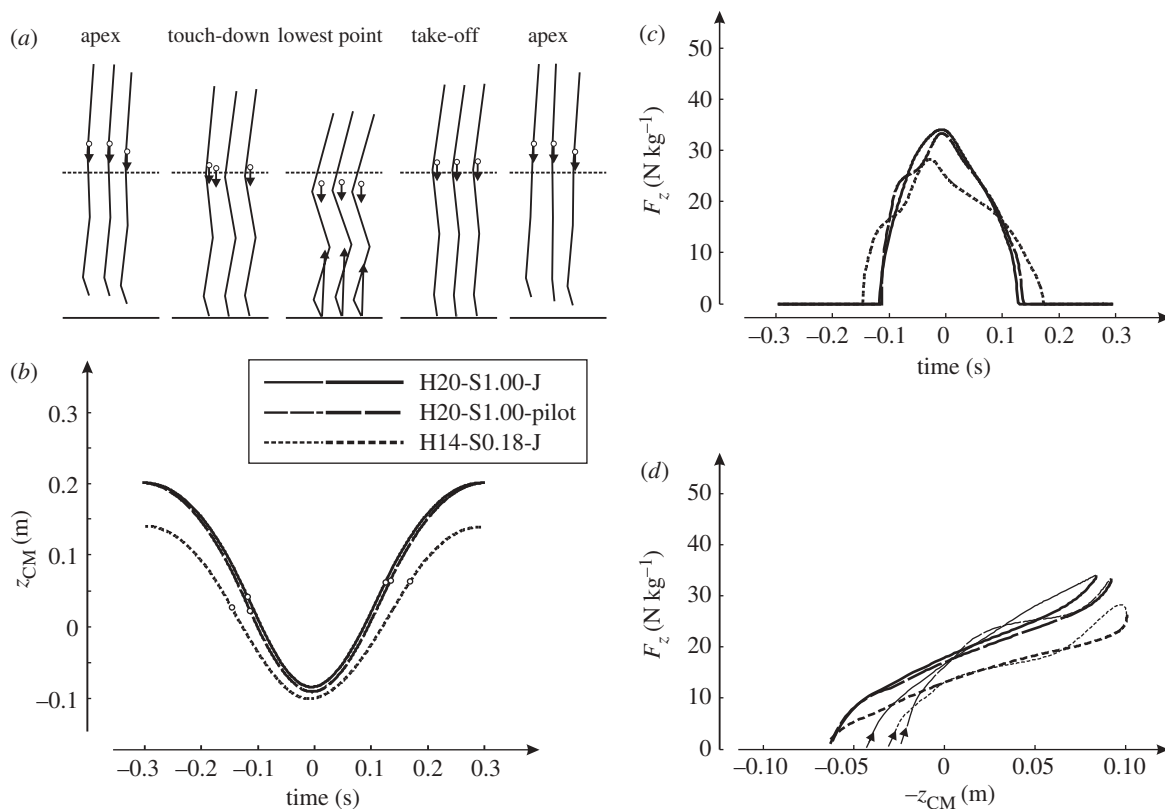 (a)
apex touch-down lowest point take-off apex
(b)
H20-S1.00-J
H20-S1.00-pilot
H14-S0.18-J
z_CM (m)
0.3
0.2
0.1
0
–0.1
–0.3 –0.2 –0.1 0 0.1 0.2 0.3
time (s)
(c)
F_z (N kg⁻¹)
50
40
30
20
10
0
–0.3 –0.2 –0.1 0 0.1 0.2 0.3
time (s)
(d)
F_z (N kg⁻¹)
50
40
30
20
10
0
–0.10 –0.05 0 0.05 0.10
–z_CM (m)